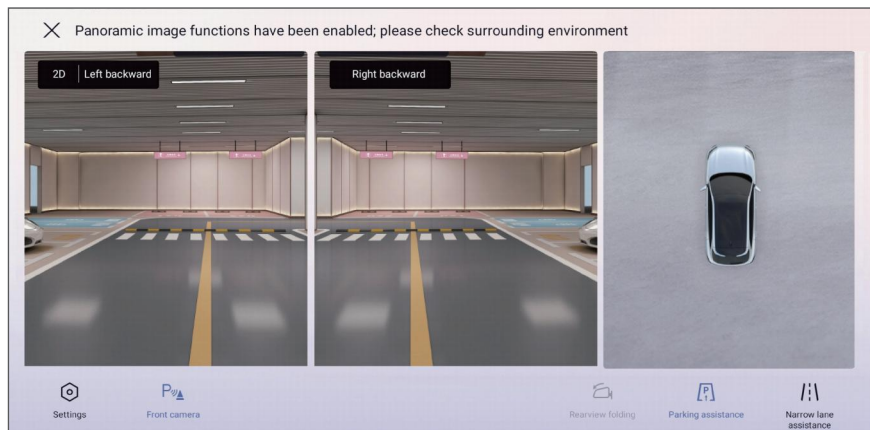 Panoramic image functions have been enabled; please check surrounding environment
2D Left backward
Right backward
Settings
Front camera
Rearview folding
Parking assistance
Narrow lane
assistance